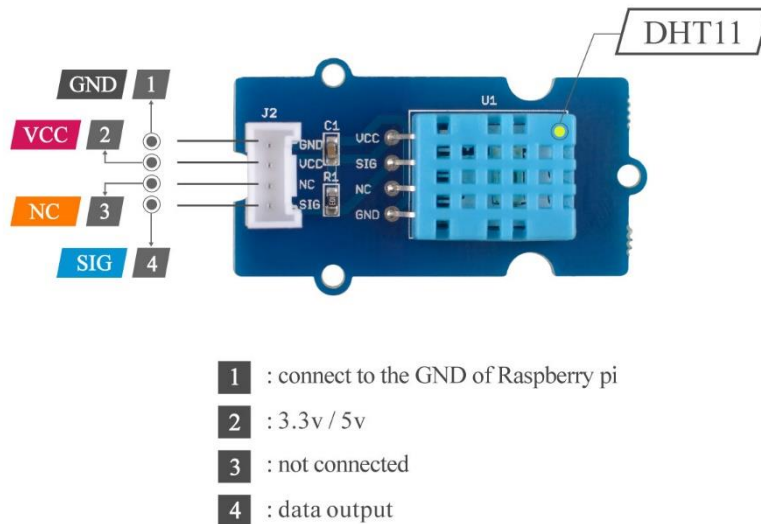 DHT11
GND 1
VCC 2
NC 3
SIG 4
J2
GND
VCC
NC
SIG
C1
R1
U1
VCC
SIG
NC
GND
1 : connect to the GND of Raspberry pi
2 : 3.3v / 5v
3 : not connected
4 : data output